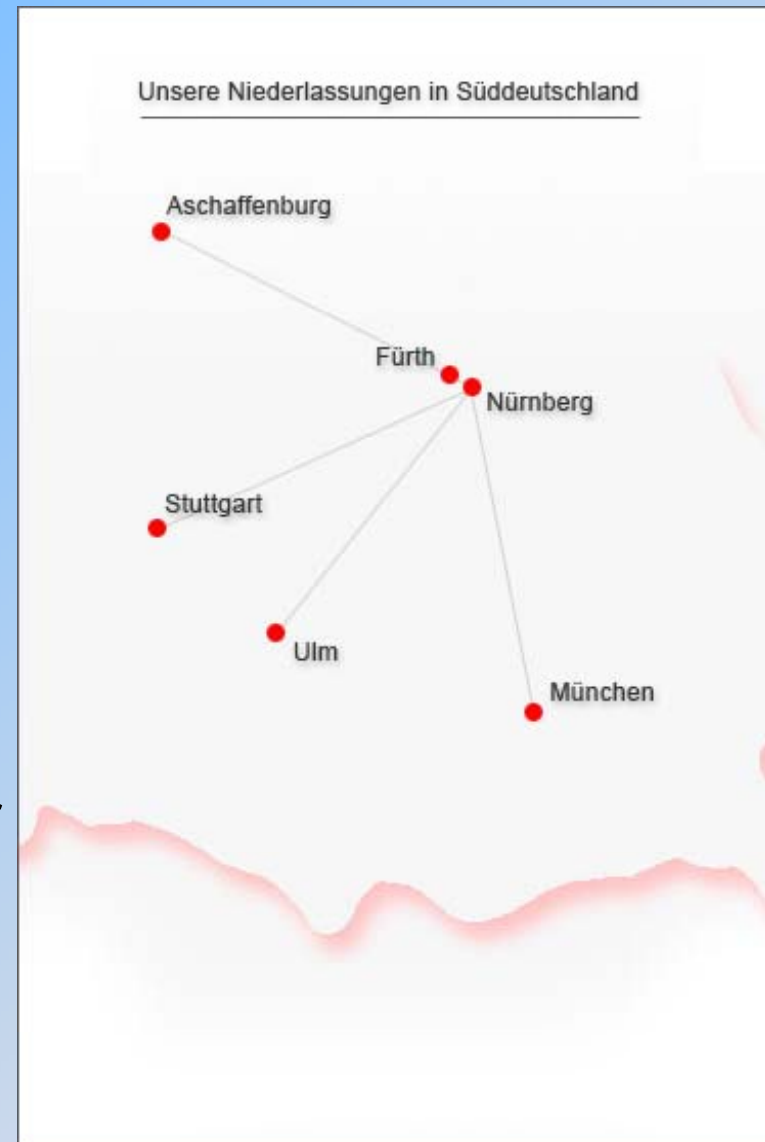 Unsere Niederlassungen in Süddeutschland
Aschaffenburg
Fürth
Nürnberg
Stuttgart
Ulm
München